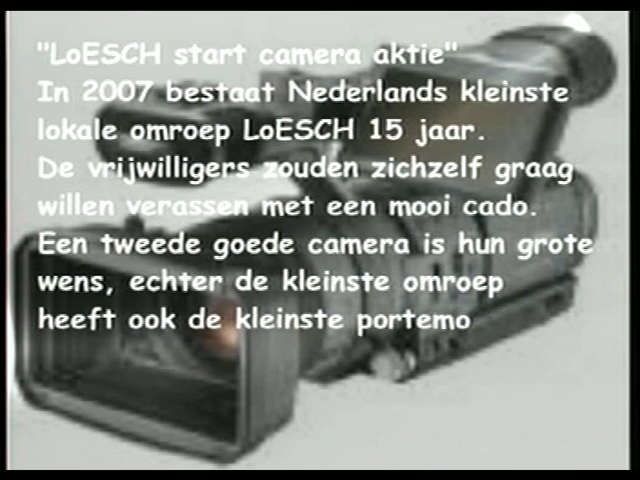 "LoESCH start camera aktie"
In 2007 bestaat Nederlands kleinste
lokale omroep LoESCH 15 jaar.
De vrijwilligers zouden zichzelf graag
willen verassen met een mooi cado.
Een tweede goede camera is hun grote
wens, echter de kleinste omroep
heeft ook de kleinste portemo